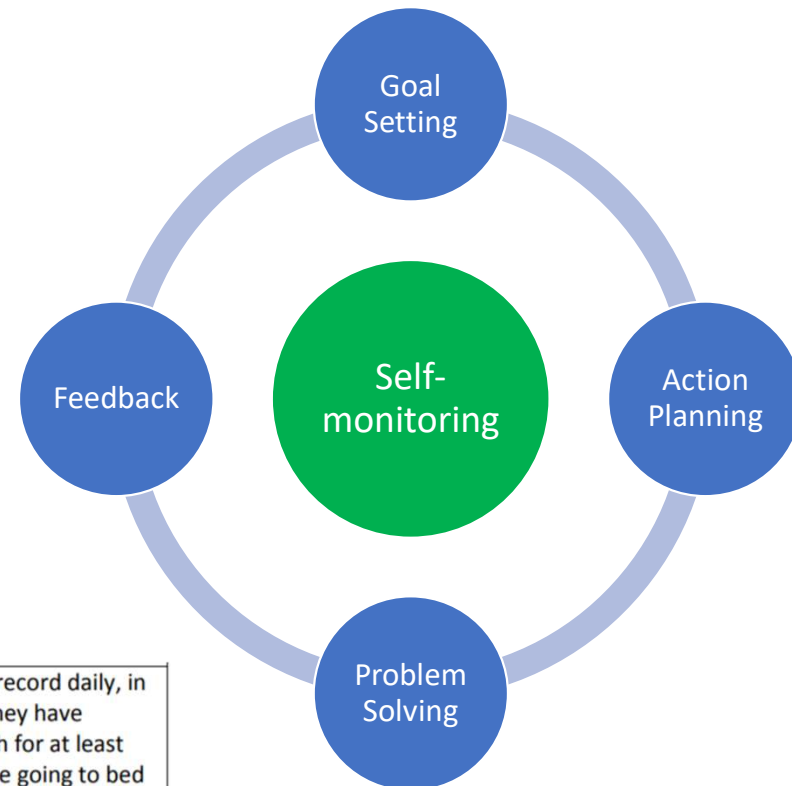 Goal
Setting
Feedback
Self-
monitoring
Action
Planning
Problem
Solving
record daily, in
hey have
for at least
e going to bed